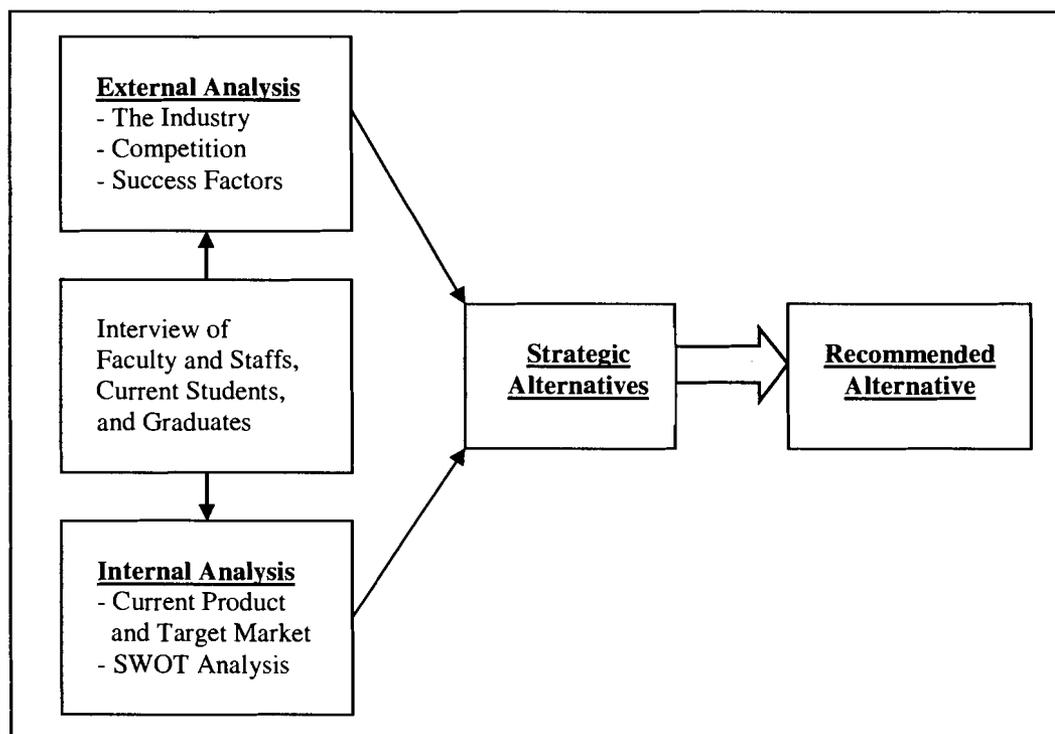 External Analysis
- The Industry
- Competition
- Success Factors
Interview of
Faculty and Staffs,
Current Students,
and Graduates
Internal Analysis
- Current Product
and Target Market
- SWOT Analysis
Strategic
Alternatives
Recommended
Alternative